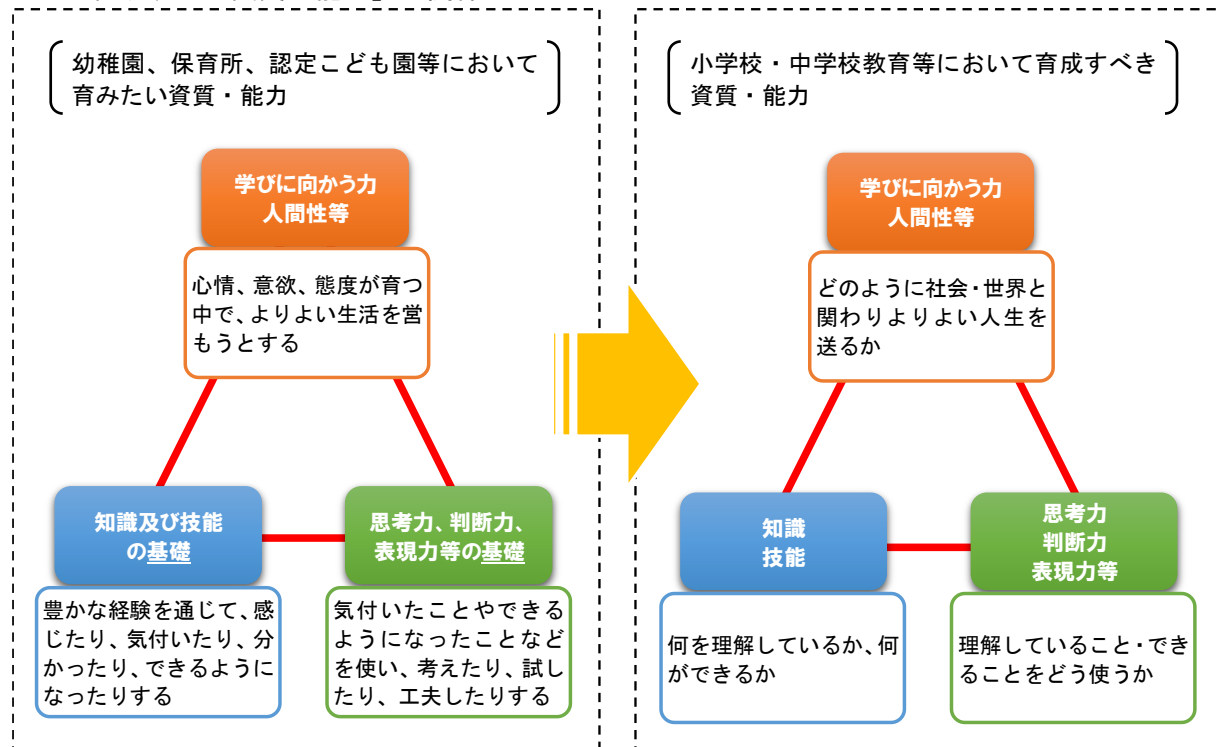 幼稚園、保育所、認定こども園等において
育みたい資質・能力
学びに向かう力
人間性等
心情、意欲、態度が育つ
中で、よりよい生活を営
もうとする
知識及び技能
の基礎
豊かな経験を通じて、感
じたり、気付いたり、分
かったり、できるように
なったりする
思考力、判断力、
表現力等の基礎
気付いたことやできる
ようになったことなど
を使い、考えたり、試し
たり、工夫したりする
小学校・中学校教育等において育成すべき
資質・能力
学びに向かう力
人間性等
どのように社会・世界と
関わりよりよい人生を
送るか
知識
技能
何を理解しているか、何
ができるか
思考力
判断力
表現力等
理解していること・でき
ることをどう使うか